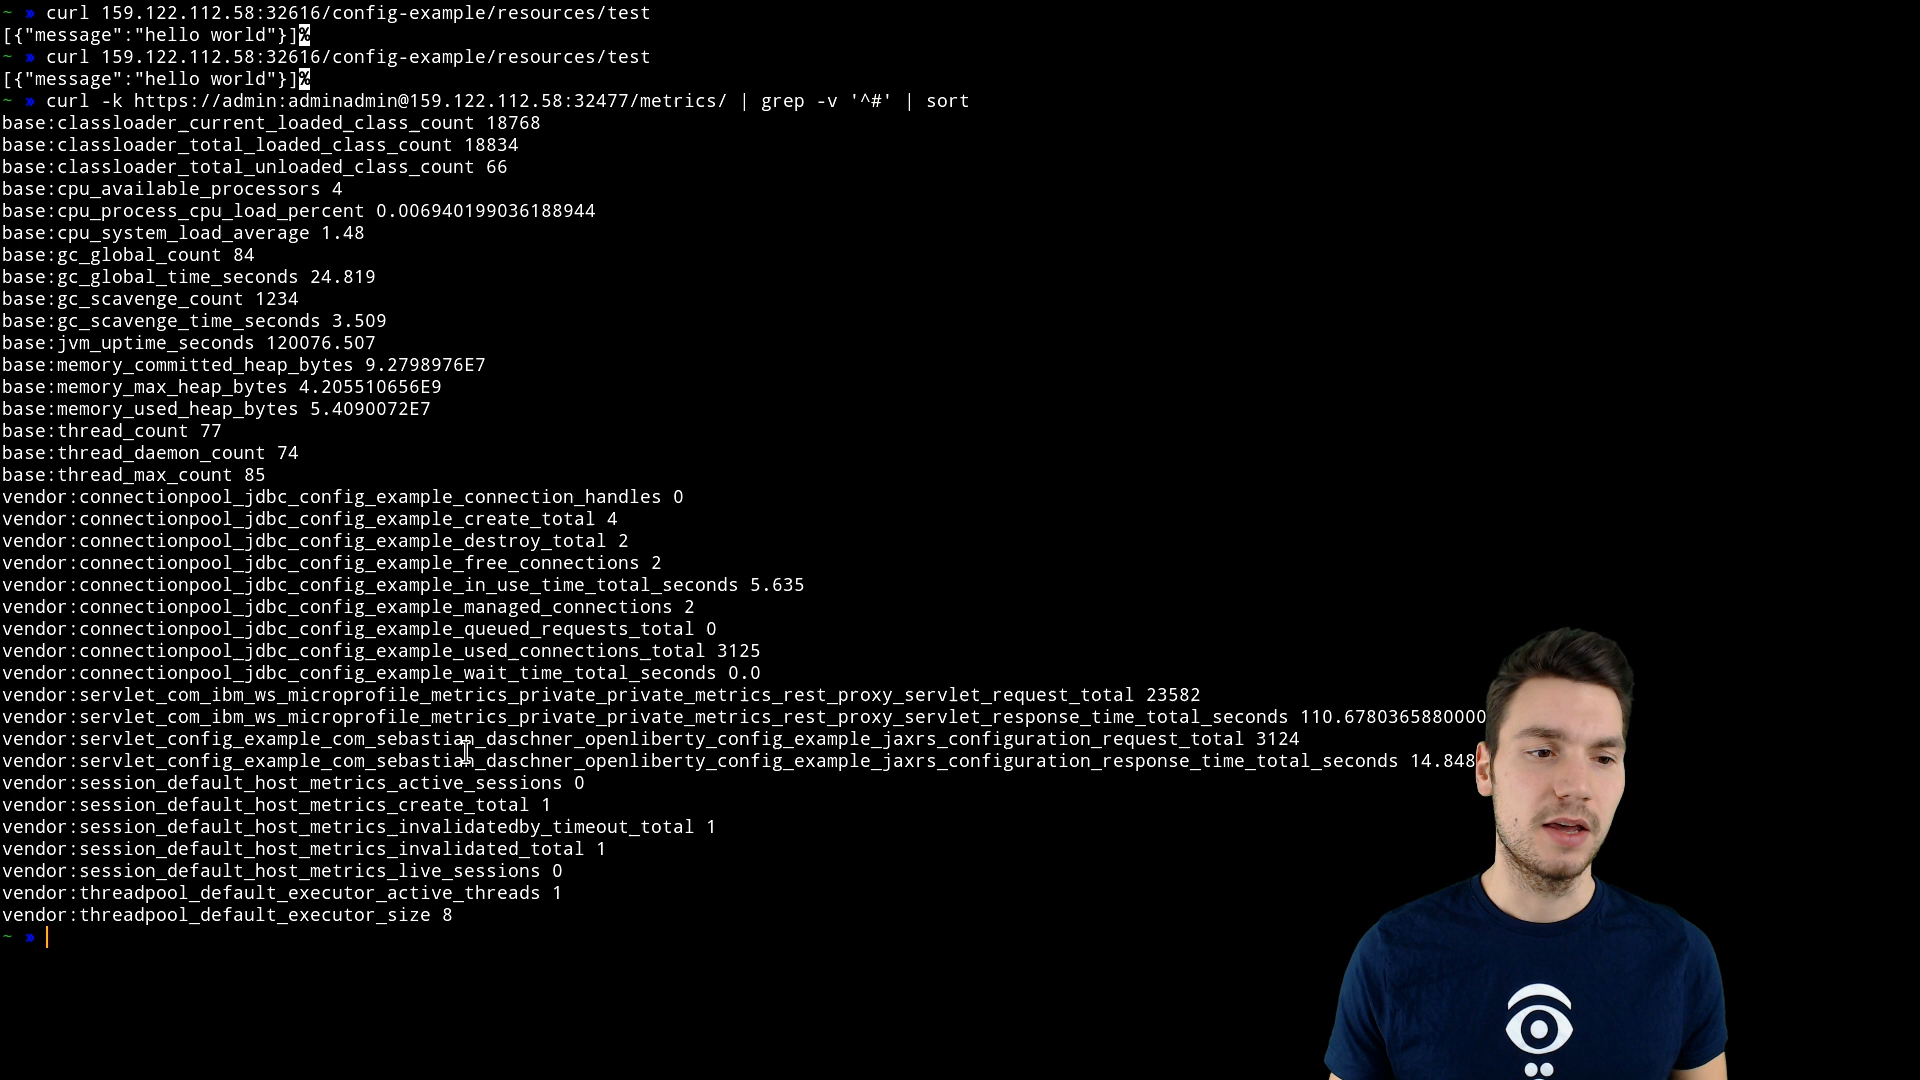 ~ » curl 159.122.112.58:32616/config-example/resources/test
[{"message":"hello world"}]%
~ » curl 159.122.112.58:32616/config-example/resources/test
[{"message":"hello world"}]%
~ » curl -k https://admin:adminadmin@159.122.112.58:32477/metrics/ | grep -v '^#' | sort
base:classloader_current_loaded_class_count 18768
base:classloader_total_loaded_class_count 18834
base:classloader_total_unloaded_class_count 66
base:cpu_available_processors 4
base:cpu_process_cpu_load_percent 0.006940199036188944
base:cpu_system_load_average 1.48
base:gc_global_count 84
base:gc_global_time_seconds 24.819
base:gc_scavenge_count 1234
base:gc_scavenge_time_seconds 3.509
base:jvm_uptime_seconds 120076.507
base:memory_committed_heap_bytes 9.2798976E7
base:memory_max_heap_bytes 4.205510656E9
base:memory_used_heap_bytes 5.4090072E7
base:thread_count 77
base:thread_daemon_count 74
base:thread_max_count 85
vendor:connectionpool_jdbc_config_example_connection_handles 0
vendor:connectionpool_jdbc_config_example_create_total 4
vendor:connectionpool_jdbc_config_example_destroy_total 2
vendor:connectionpool_jdbc_config_example_free_connections 2
vendor:connectionpool_jdbc_config_example_in_use_time_total_seconds 5.635
vendor:connectionpool_jdbc_config_example_managed_connections 2
vendor:connectionpool_jdbc_config_example_queued_requests_total 0
vendor:connectionpool_jdbc_config_example_used_connections_total 3125
vendor:connectionpool_jdbc_config_example_wait_time_total_seconds 0.0
vendor:servlet_com_ibm_ws_microprofile_metrics_private_private_metrics_rest_proxy_servlet_request_total 23582
vendor:servlet_com_ibm_ws_microprofile_metrics_private_private_metrics_rest_proxy_servlet_response_time_total_seconds 110.6780365880000
vendor:servlet_config_example_com_sebastian_daschner_openliberty_config_example_jaxrs_configuration_request_total 3124
vendor:servlet_config_example_com_sebastian_daschner_openliberty_config_example_jaxrs_configuration_response_time_total_seconds 14.848
vendor:session_default_host_metrics_active_sessions 0
vendor:session_default_host_metrics_create_total 1
vendor:session_default_host_metrics_invalidatedby_timeout_total 1
vendor:session_default_host_metrics_invalidated_total 1
vendor:session_default_host_metrics_live_sessions 0
vendor:threadpool_default_executor_active_threads 1
vendor:threadpool_default_executor_size 8
~ »